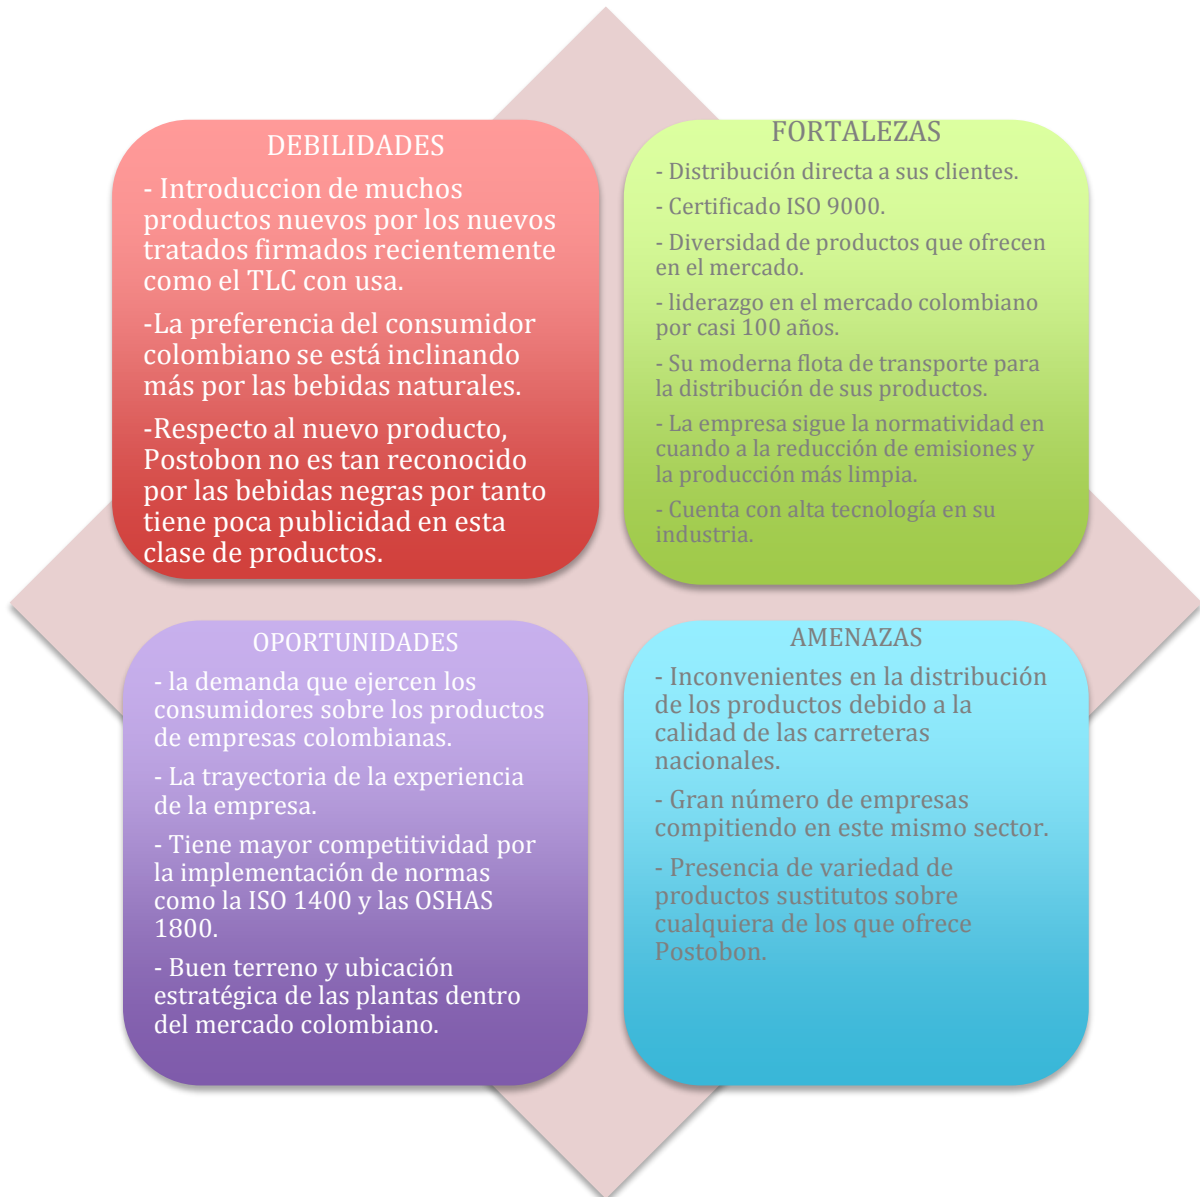 DEBILIDADES
- Introduccion de muchos
productos nuevos por los nuevos
tratados firmados recientemente
como el TLC con usa.
-La preferencia del consumidor
colombiano se está inclinando
más por las bebidas naturales.
-Respecto al nuevo producto,
Postobon no es tan reconocido
por las bebidas negras por tanto
tiene poca publicidad en esta
clase de productos.
FORTALEZAS
- Distribución directa a sus clientes.
- Certificado ISO 9000.
- Diversidad de productos que ofrecen
en el mercado.
- liderazgo en el mercado colombiano
por casi 100 años.
- Su moderna flota de transporte para
la distribución de sus productos.
- La empresa sigue la normatividad en
cuando a la reducción de emisiones y
la producción más limpia.
- Cuenta con alta tecnología en su
industria.
OPORTUNIDADES
- la demanda que ejercen los
consumidores sobre los productos
de empresas colombianas.
- La trayectoria de la experiencia
de la empresa.
- Tiene mayor competitividad por
la implementación de normas
como la ISO 1400 y las OSHAS
1800.
- Buen terreno y ubicación
estratégica de las plantas dentro
del mercado colombiano.
AMENAZAS
- Inconvenientes en la distribución
de los productos debido a la
calidad de las carreteras
nacionales.
- Gran número de empresas
compitiendo en este mismo sector.
- Presencia de variedad de
productos sustitutos sobre
cualquiera de los que ofrece
Postobon.